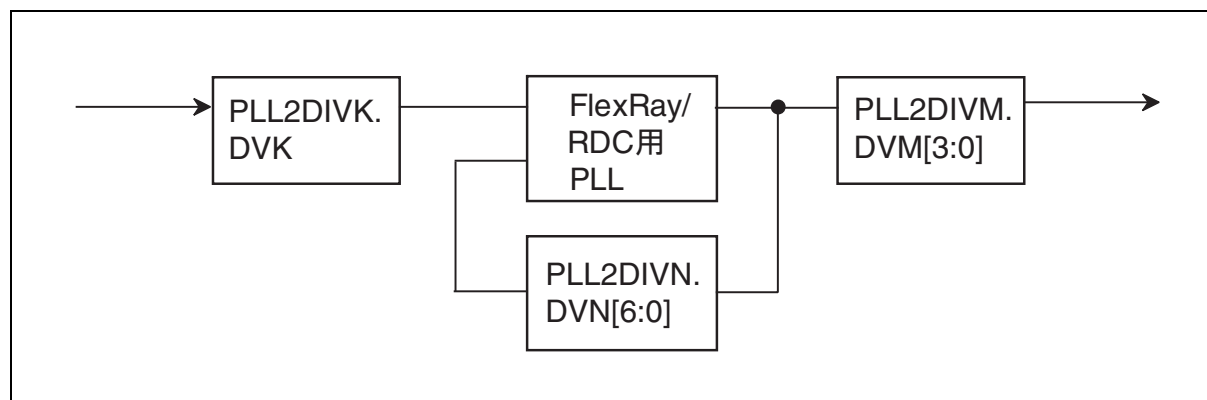 PLL2DIVK.
DVK
FlexRay/
RDC用
PLL
PLL2DIVM.
DVM[3:0]
PLL2DIVN.
DVN[6:0]